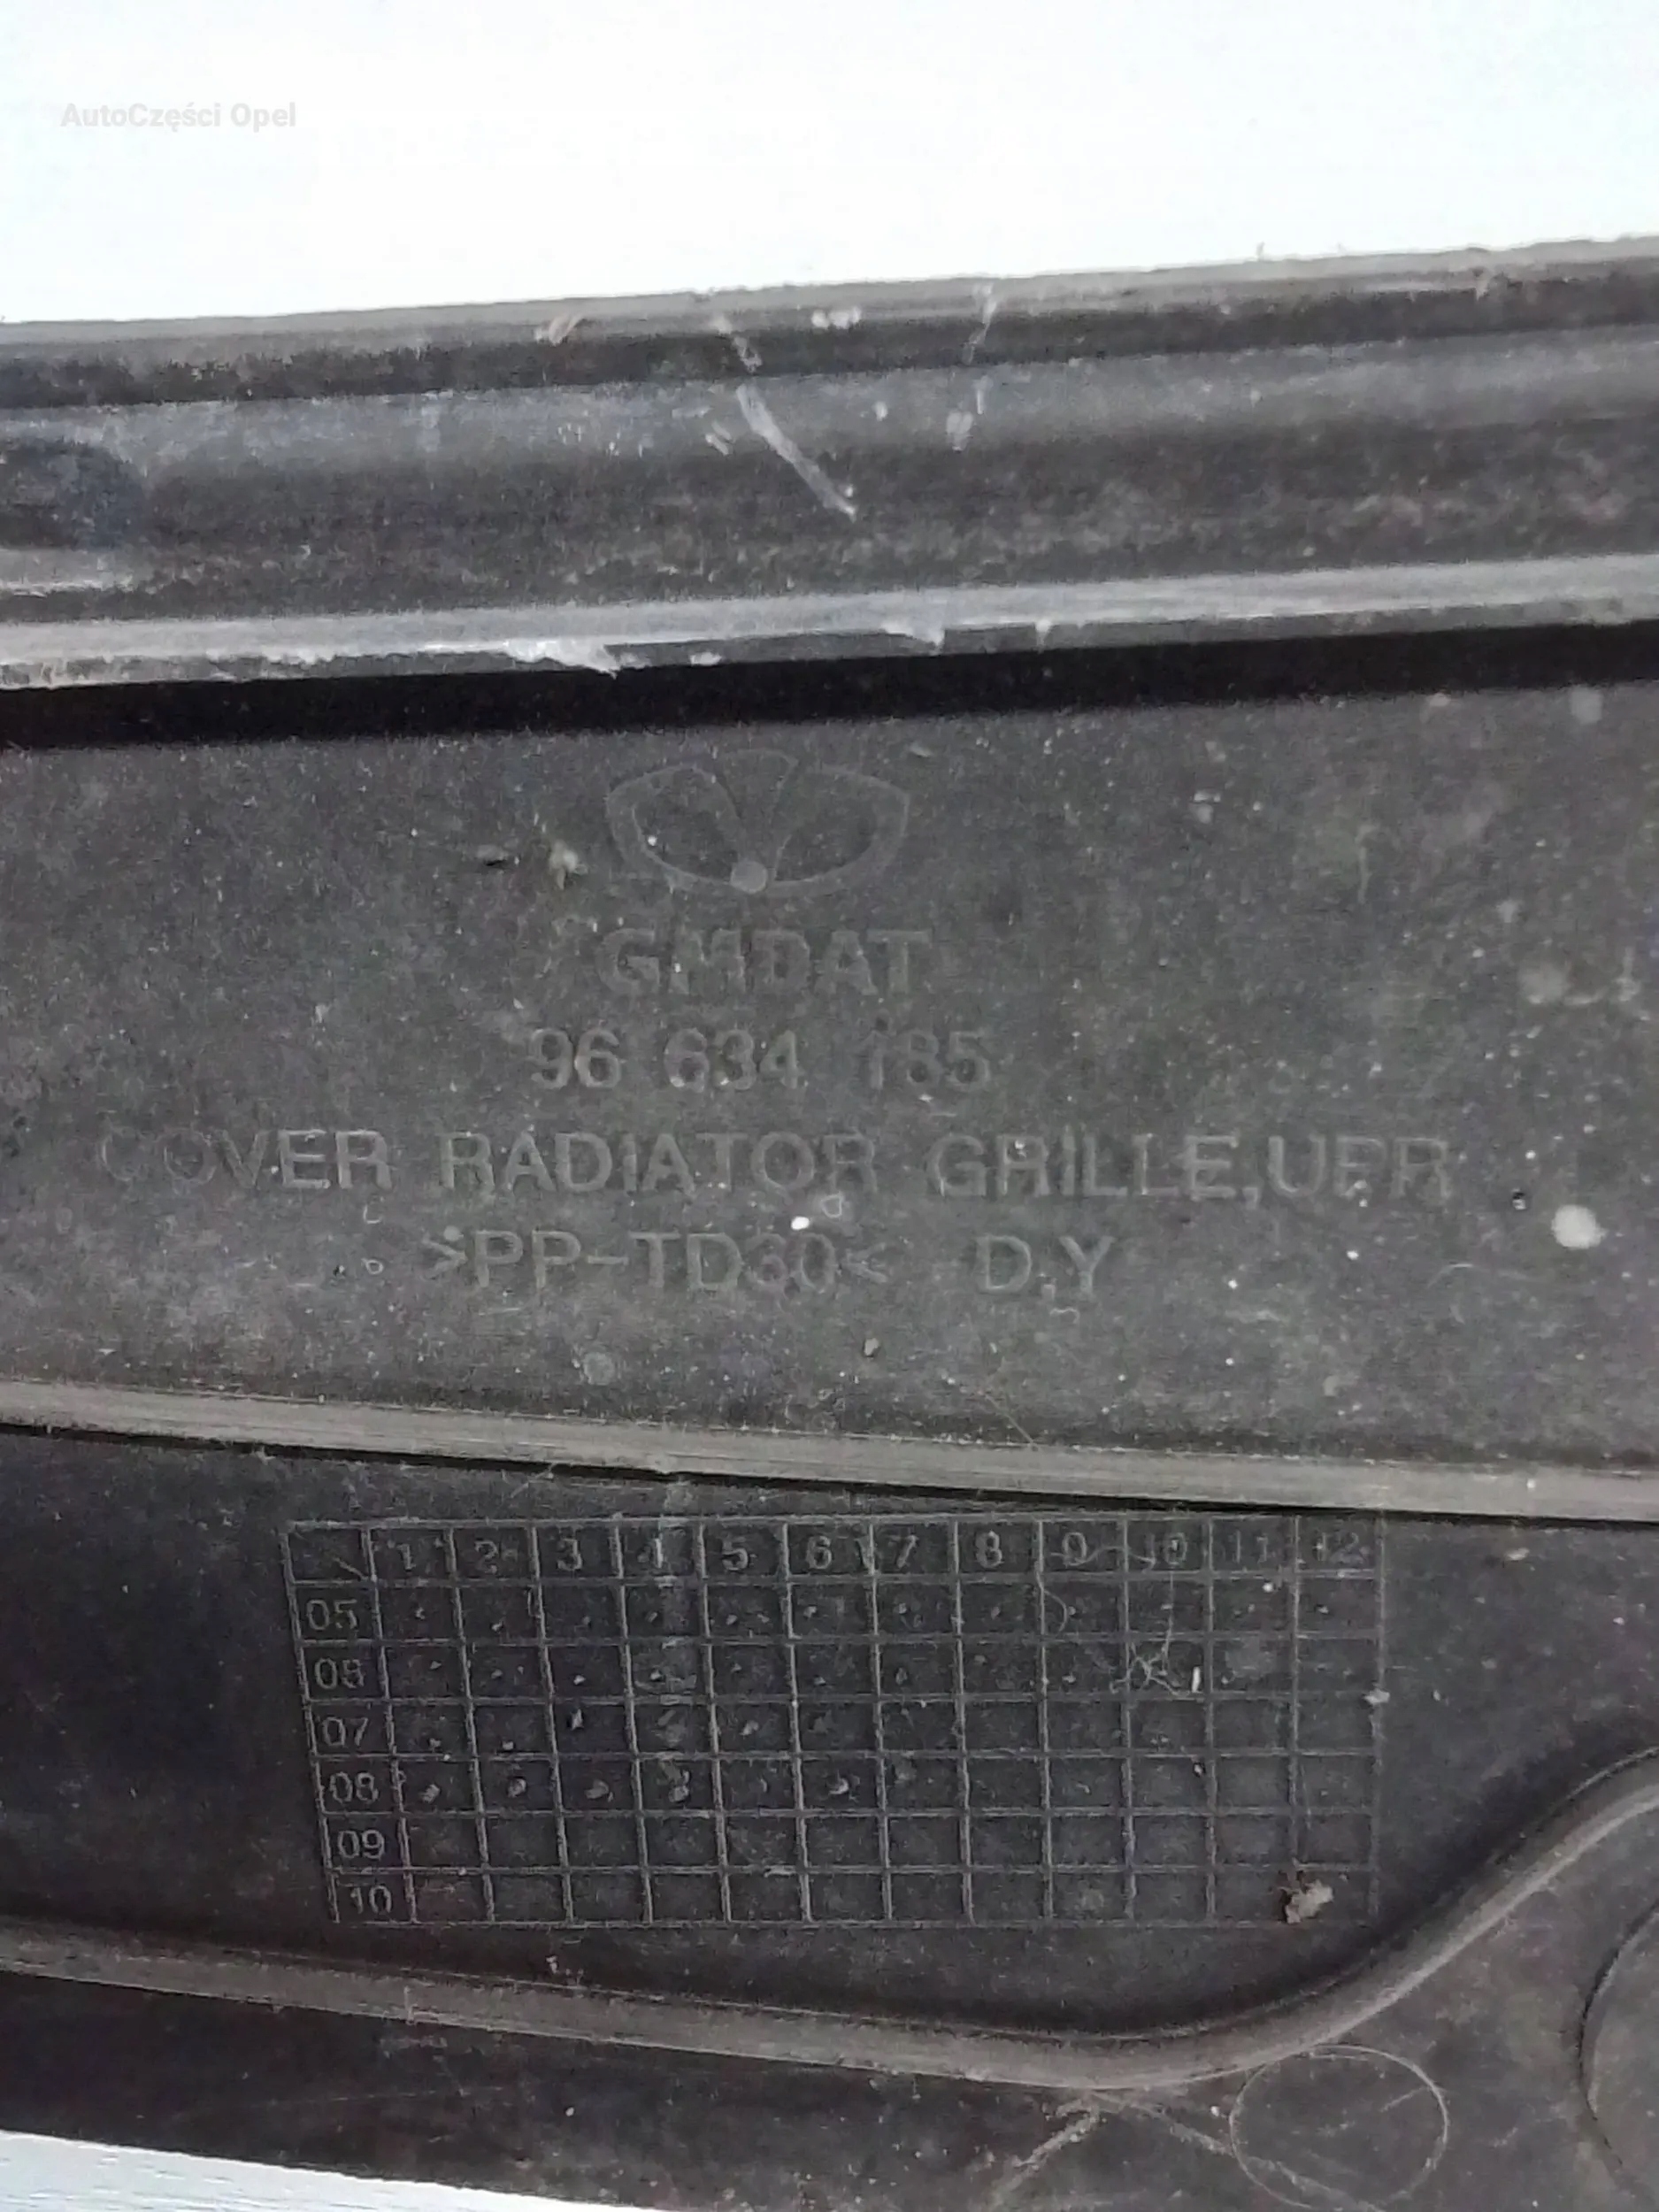 AutoCzęści Opel
GMDAT
96 634 185
COVER RADIATOR GRILLE,UPR
>PP-TD30< D,Y
1 2 3 4 5 6 7 8 9 10 11 12
05
06
07
08
09
10